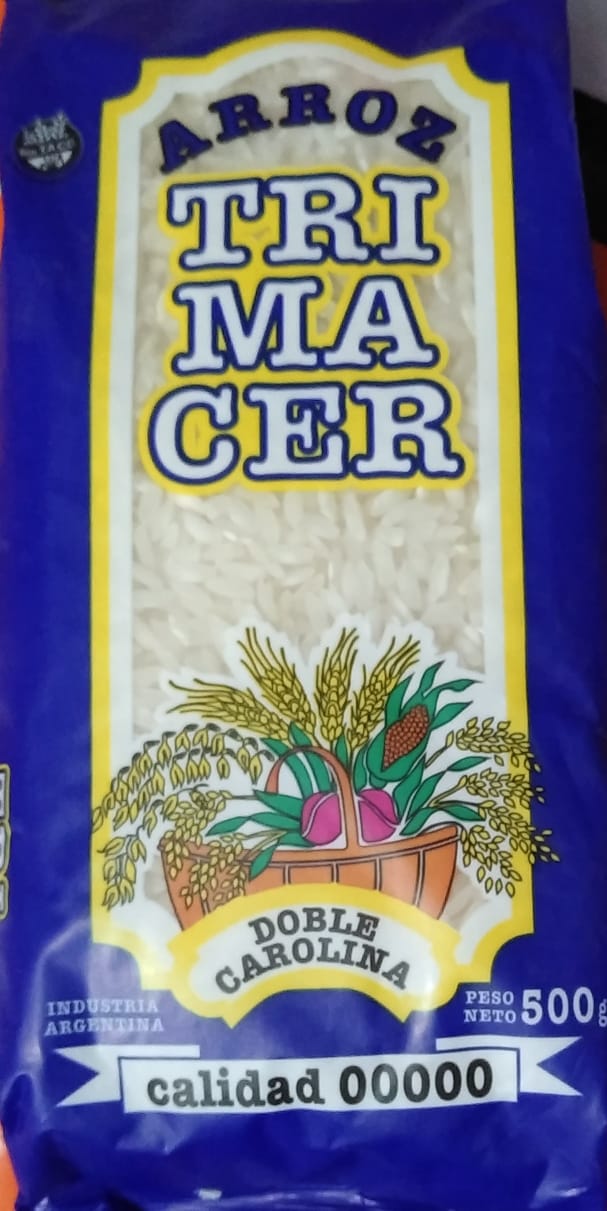 ARROZ
TRI
MA
CER
DOBLE
CAROLINA
INDUSTRIA
ARGENTINA
PESO
NETO 500g
calidad 00000